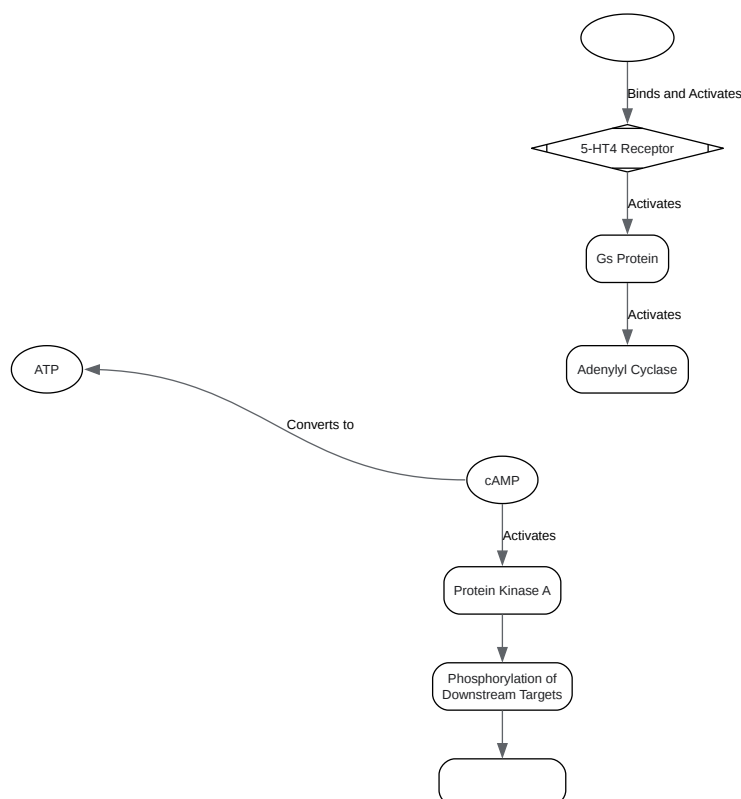 Binds and Activates
5-HT4 Receptor
Activates
Gs Protein
Activates
ATP
Adenylyl Cyclase
Converts to
cAMP
Activates
Protein Kinase A
Phosphorylation of
Downstream Targets